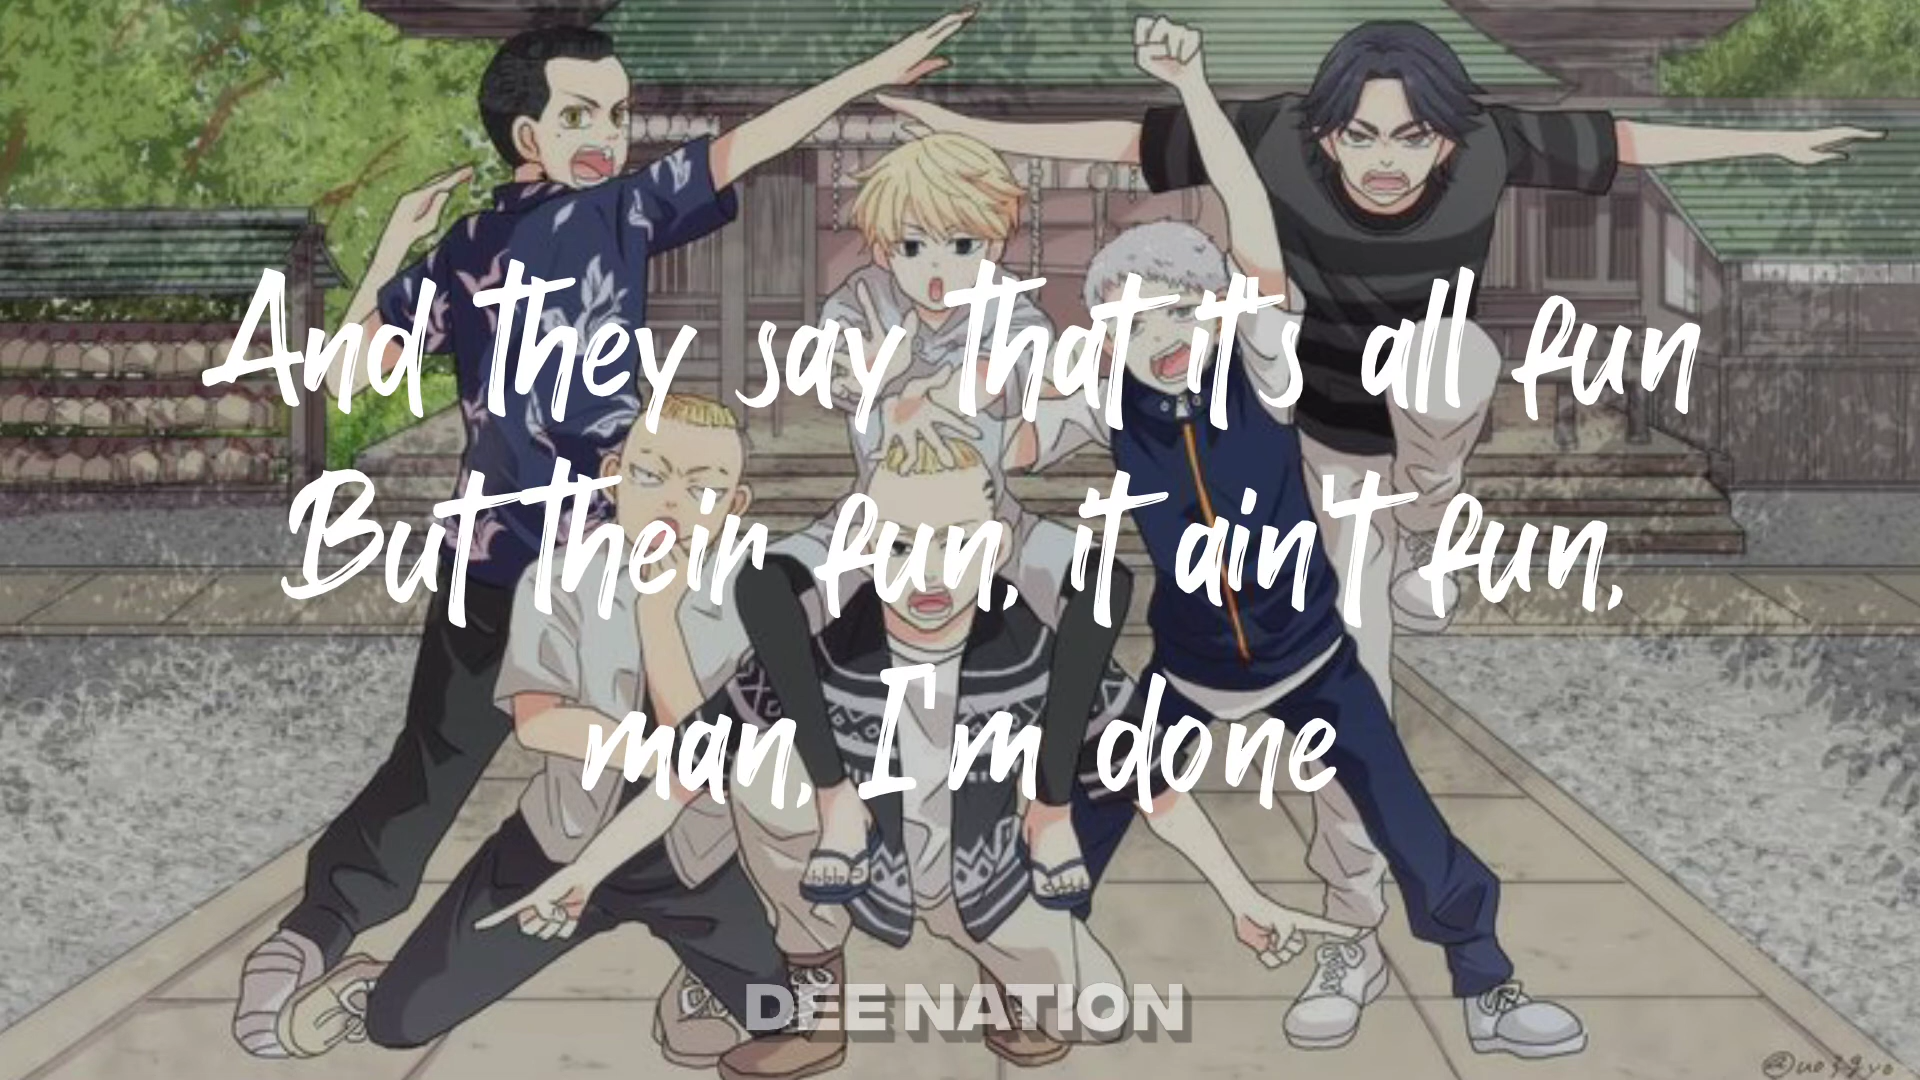 And they say that it's all fun
But their fun, it ain't fun,
man, I'm done
DEE NATION